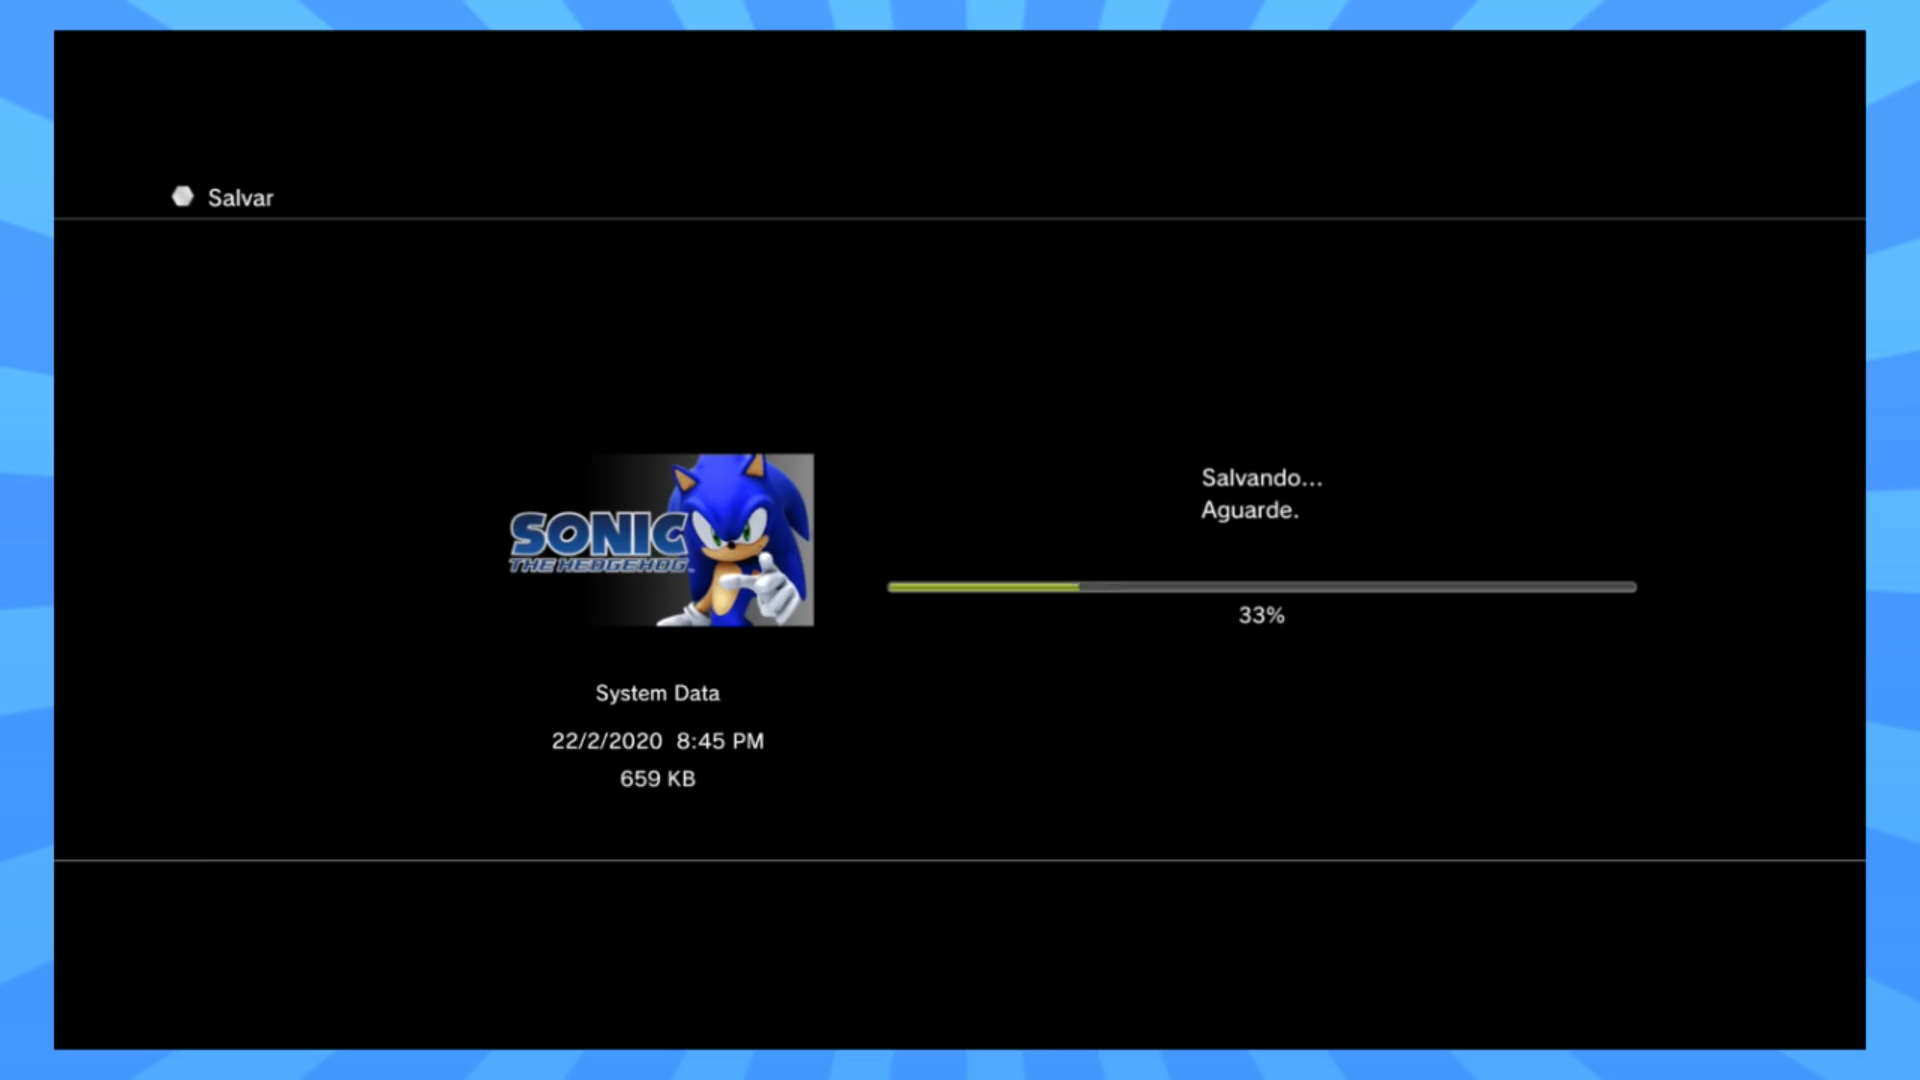 Salvar
SONIC
THE HEDGEHOG
Salvando...
Aguarde.
33%
System Data
22/2/2020 8:45 PM
659 KB